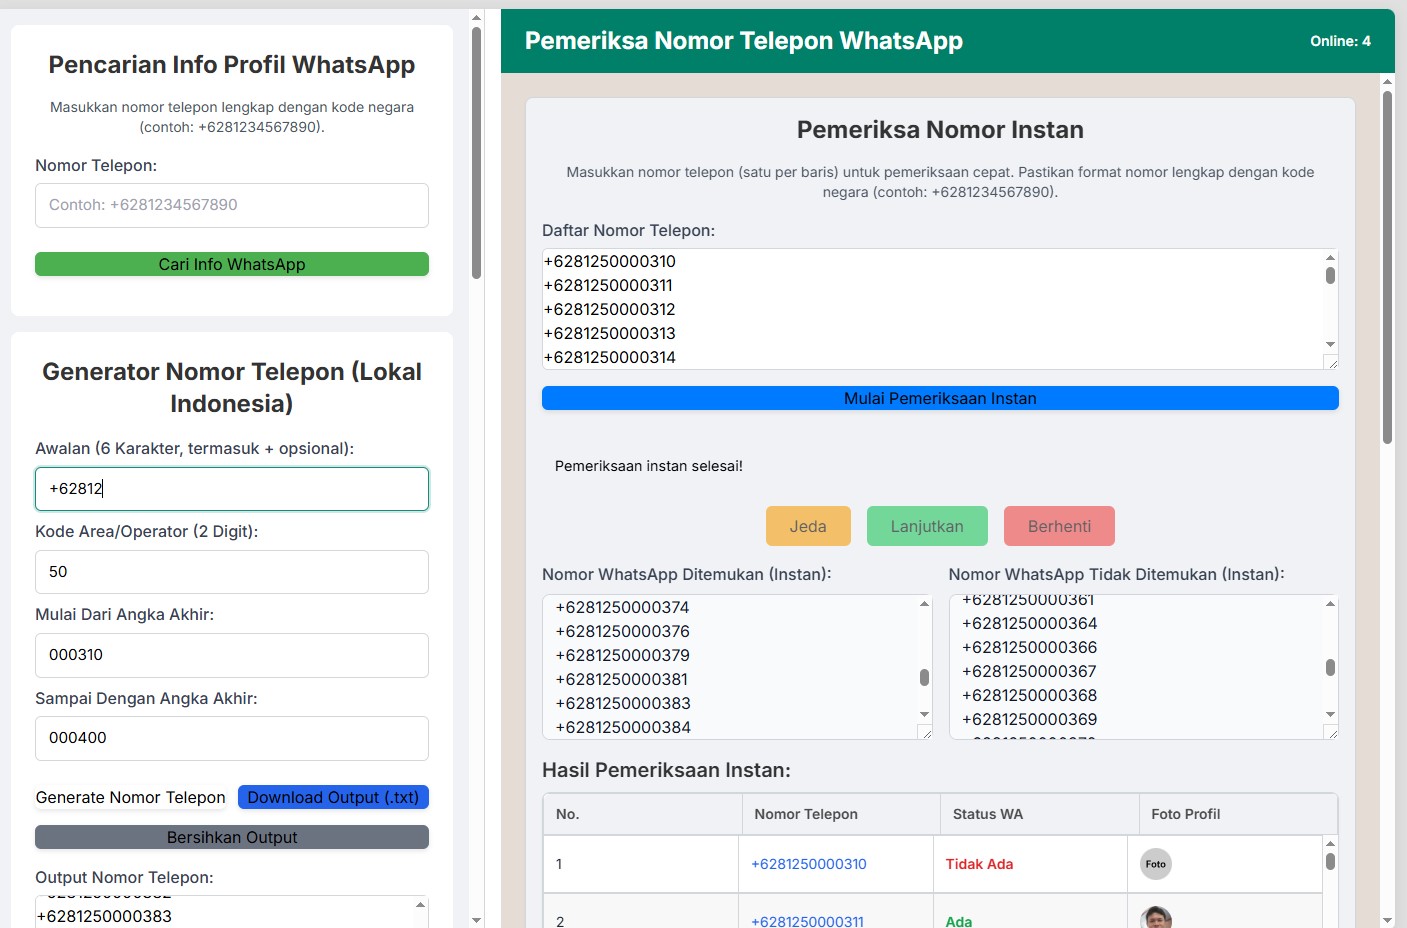 Pencarian Info Profil WhatsApp
Masukkan nomor telepon lengkap dengan kode negara
(contoh: +6281234567890).
Nomor Telepon:
Contoh: +6281234567890
Cari Info WhatsApp
Generator Nomor Telepon (Lokal
Indonesia)
Awalan (6 Karakter, termasuk + opsional):
+62812
Kode Area/Operator (2 Digit):
50
Mulai Dari Angka Akhir:
000310
Sampai Dengan Angka Akhir:
000400
Generate Nomor Telepon
Download Output (.txt)
Bersihkan Output
Output Nomor Telepon:
+6281250000383
Pemeriksa Nomor Telepon WhatsApp
Online: 4
Pemeriksa Nomor Instan
Masukkan nomor telepon (satu per baris) untuk pemeriksaan cepat. Pastikan format nomor lengkap dengan kode
negara (contoh: +6281234567890).
Daftar Nomor Telepon:
+6281250000310
+6281250000311
+6281250000312
+6281250000313
+6281250000314
Mulai Pemeriksaan Instan
Pemeriksaan instan selesai!
Jeda
Lanjutkan
Berhenti
Nomor WhatsApp Ditemukan (Instan):
+6281250000374
+6281250000376
+6281250000379
+6281250000381
+6281250000383
+6281250000384
Nomor WhatsApp Tidak Ditemukan (Instan):
+6281250000361
+6281250000364
+6281250000366
+6281250000367
+6281250000368
+6281250000369
Hasil Pemeriksaan Instan:
No.
Nomor Telepon
Status WA
Foto Profil
1
+6281250000310
Tidak Ada
Foto
2
+6281250000311
Ada